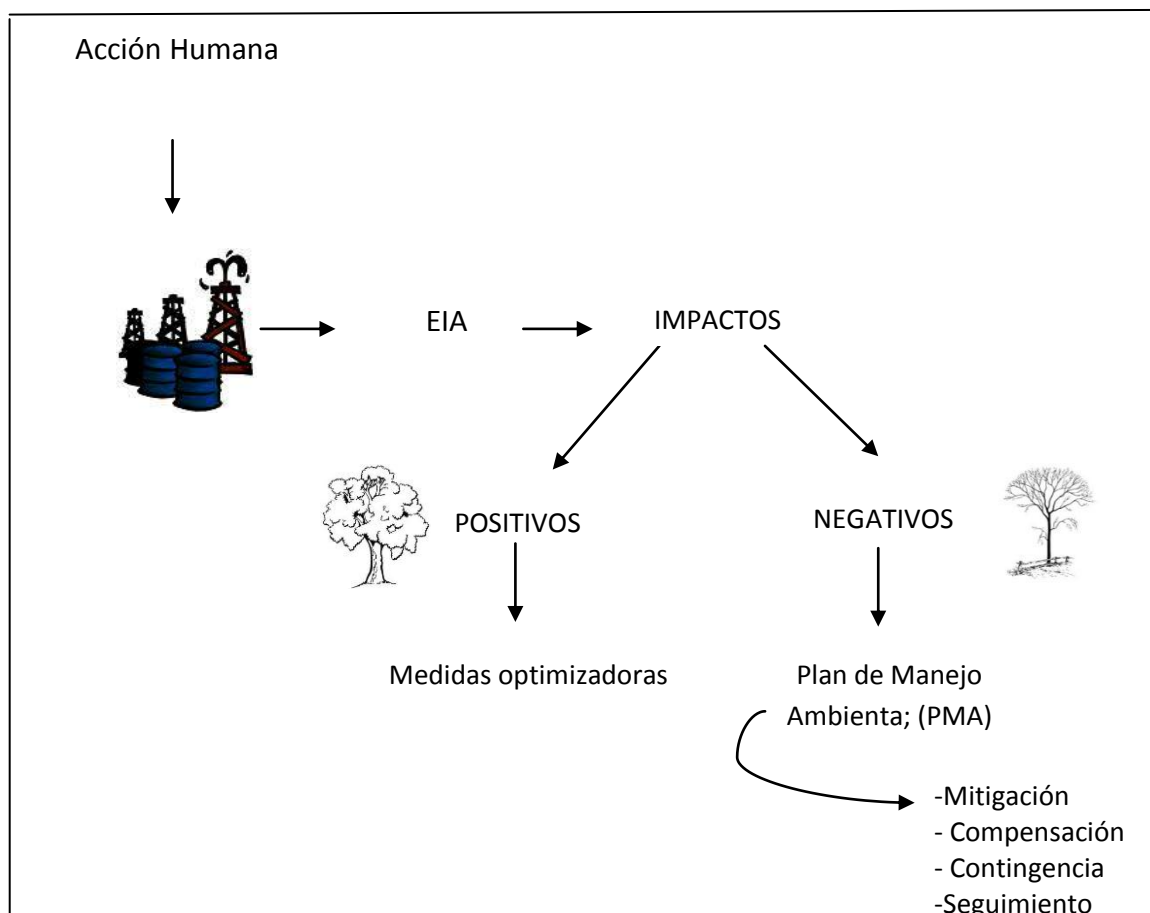 Acción Humana
EIA
IMPACTOS
POSITIVOS
NEGATIVOS
Medidas optimizadoras
Plan de Manejo
Ambienta; (PMA)
-Mitigación
- Compensación
- Contingencia
-Seguimiento